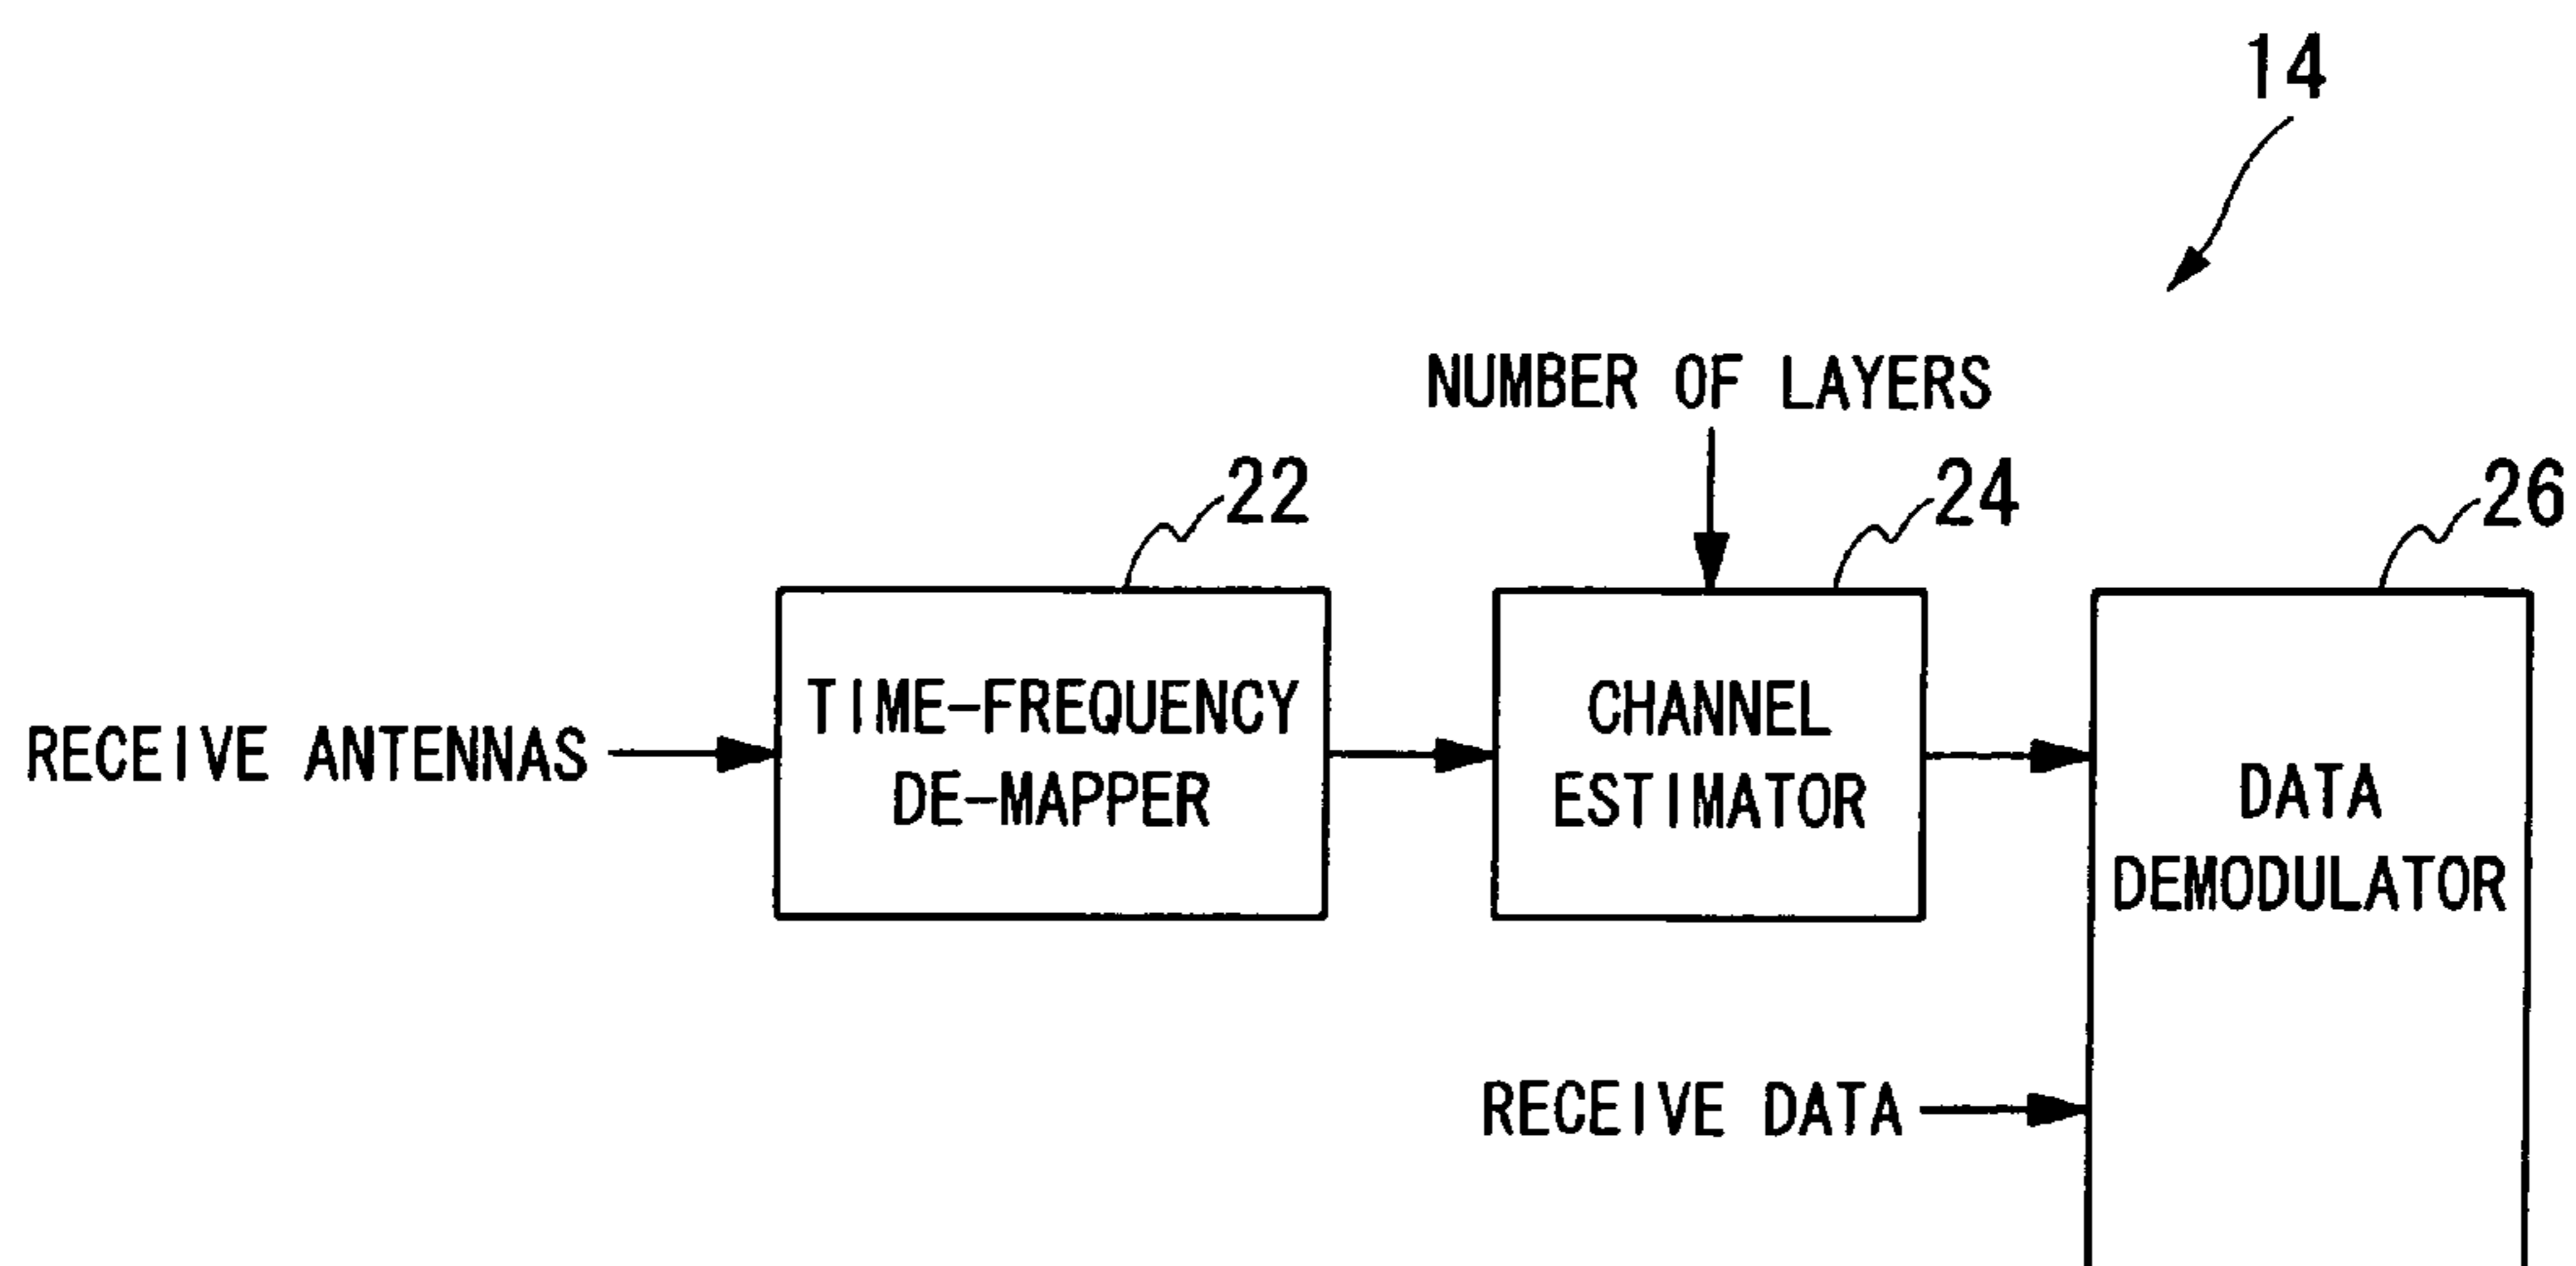 14
NUMBER OF LAYERS
22
24
26
RECEIVE ANTENNAS
TIME-FREQUENCY
DE-MAPPER
CHANNEL
ESTIMATOR
DATA
DEMODULATOR
RECEIVE DATA